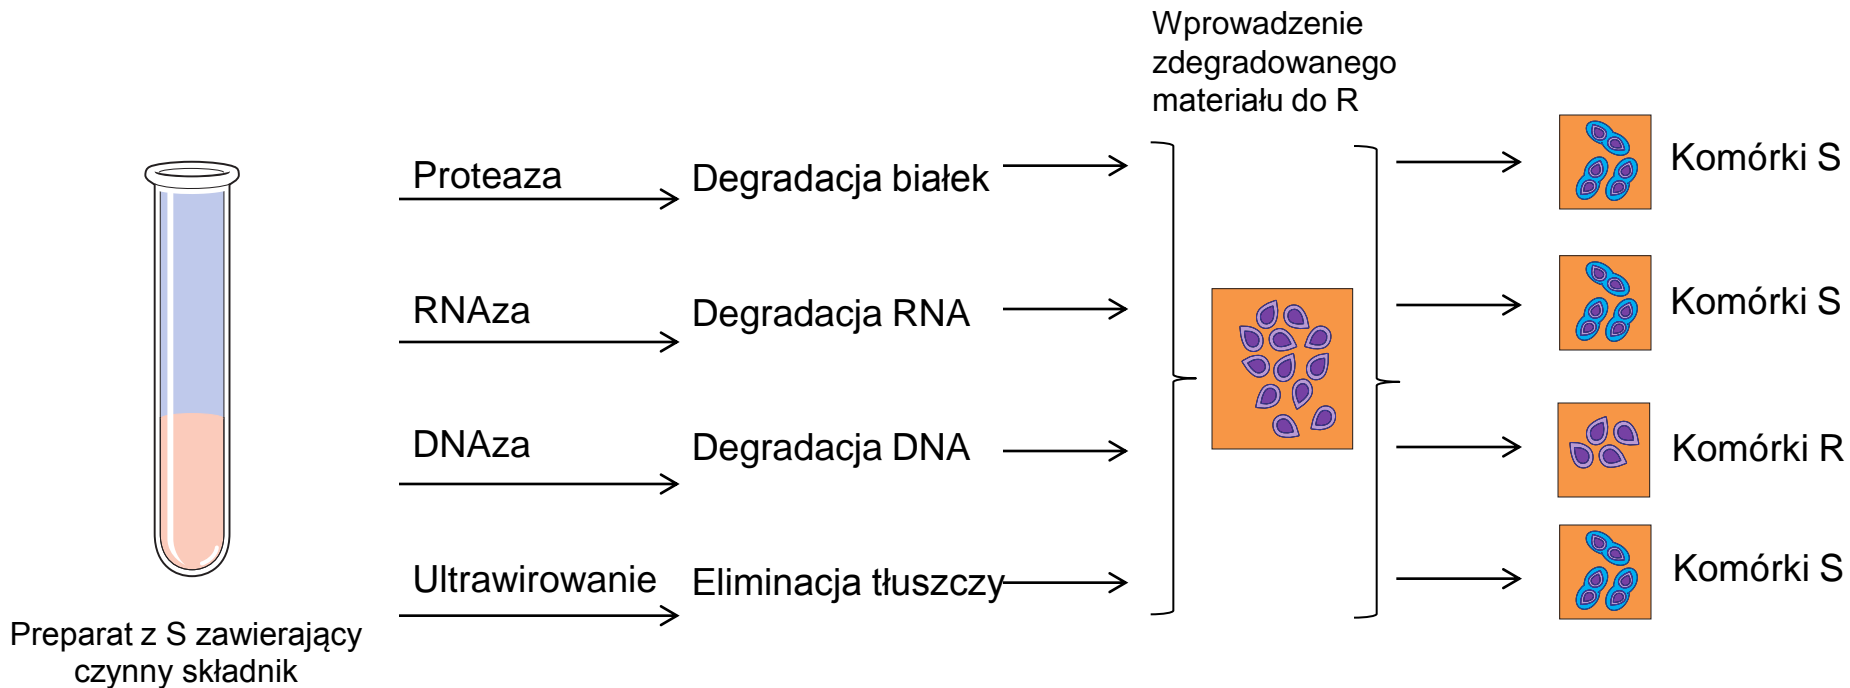 Wprowadzenie
zdegradowanego
materiału do R
Proteaza
Degradacja białek
Komórki S
RNAza
Degradacja RNA
Komórki S
DNAza
Degradacja DNA
Komórki R
Ultrawirowanie
Eliminacja tłuszczy
Komórki S
Preparat z S zawierający
czynny składnik